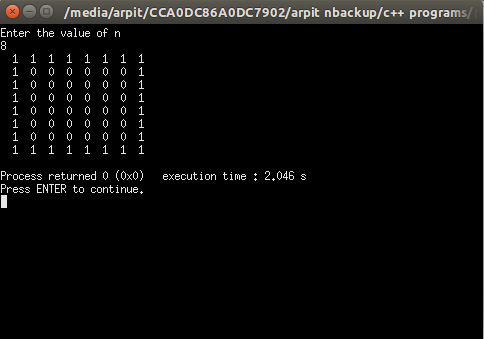 /media/arpit/CCA0DC86A0DC7902/arpit nbackup/c++ programs/
Enter the value of n
8
1 1 1 1 1 1 1 1
1 0 0 0 0 0 0 1
1 0 0 0 0 0 0 1
1 0 0 0 0 0 0 1
1 0 0 0 0 0 0 1
1 0 0 0 0 0 0 1
1 0 0 0 0 0 0 1
1 1 1 1 1 1 1 1
Process returned 0 (0x0) execution time : 2.046 s
Press ENTER to continue.